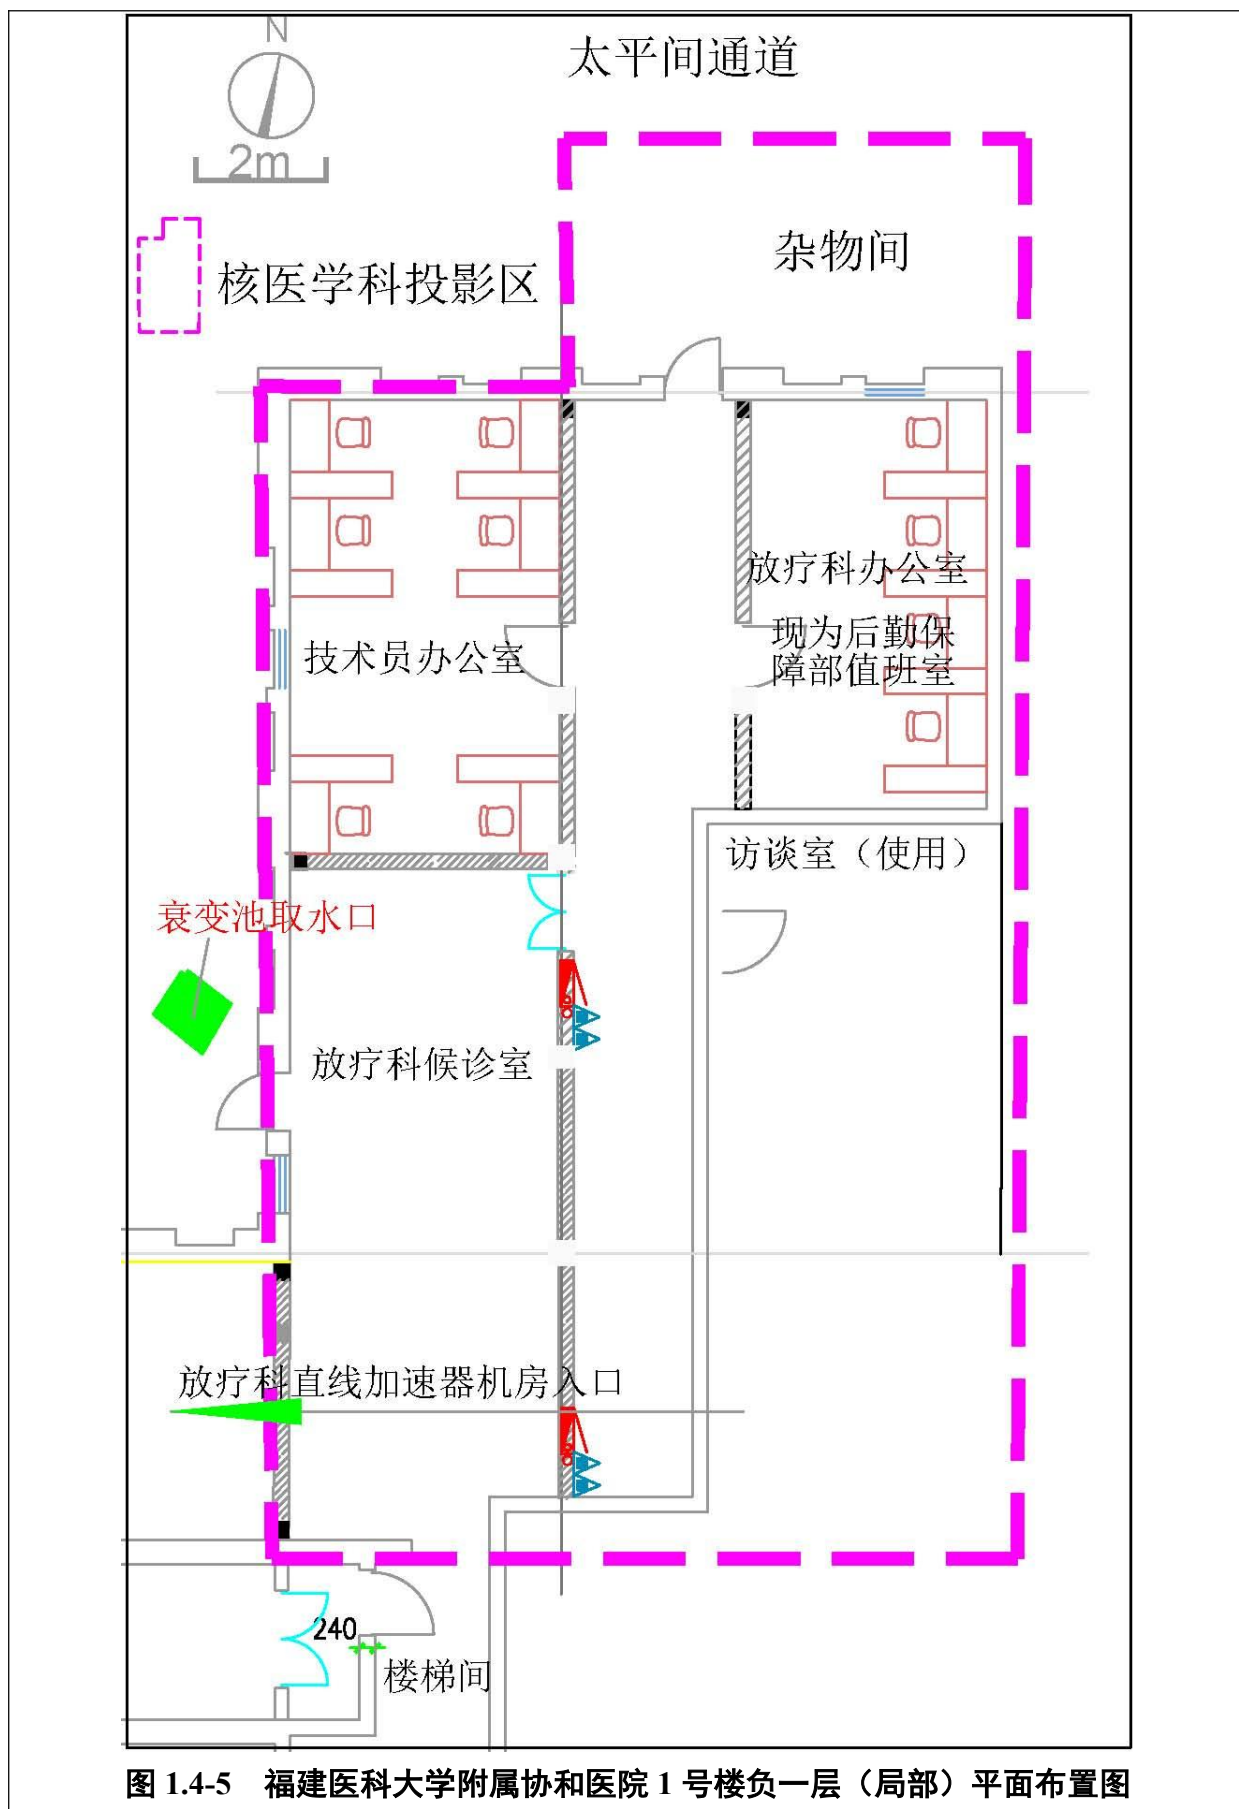 N
太平间通道
2m
杂物间
核医学科投影区
放疗科办公室
现为后勤保
障部值班室
技术员办公室
访谈室（使用）
衰变池取水口
放疗科候诊室
放疗科直线加速器机房入口
240
楼梯间
图 1.4-5 福建医科大学附属协和医院 1 号楼负一层（局部）平面布置图